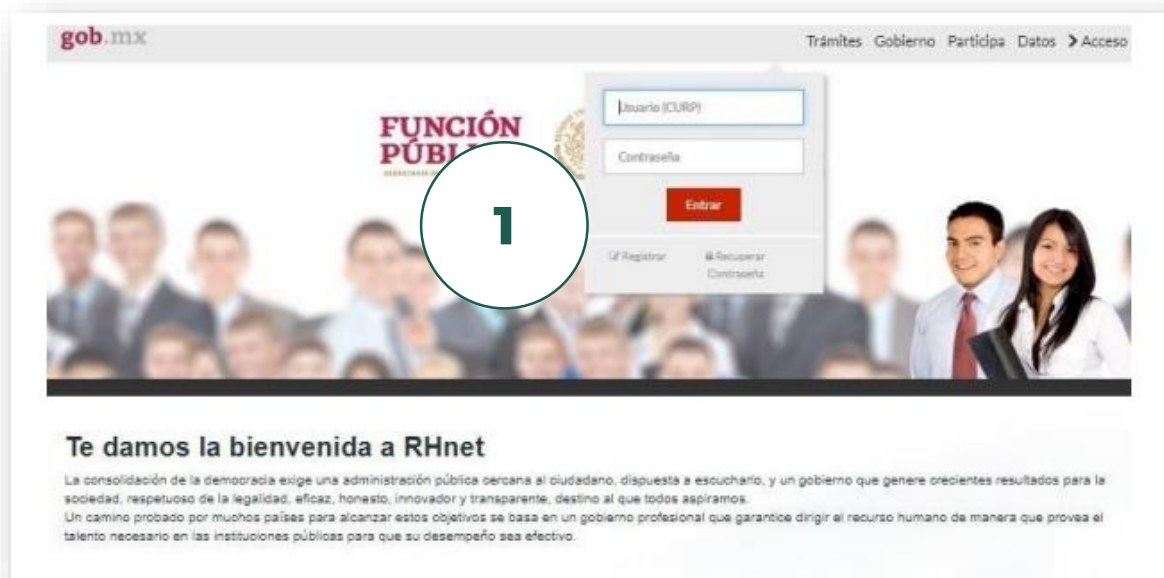 gob.mx
Trámites Gobierno Participa Datos Acceso
Usuario (CURP)
FUNCIÓN
Contraseña
Entrar
1
Registrar
Recuperar
Contraseña
Te damos la bienvenida a RHnet
La consolidación de la democracia exige una administración pública cercana al ciudadano, dispuesta a escucharlo, y un gobierno que genere crecientes resultados para la
sociedad, respetuoso de la legalidad, eficaz, honesto, innovador y transparente, destino al que todos aspiramos.
Un camino probado por muchos países para alcanzar estos objetivos se basa en un gobierno profesional que garantice dirigir el recurso humano de manera que provea el
talento necesario en las instituciones públicas para que su desempeño sea efectivo.